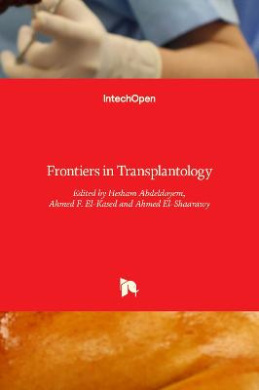 IntechOpen
Frontiers in Transplantology
Edited by Hesham Abdeldayem,
Ahmed F. El-Kased and Ahmed El-Shaarawy